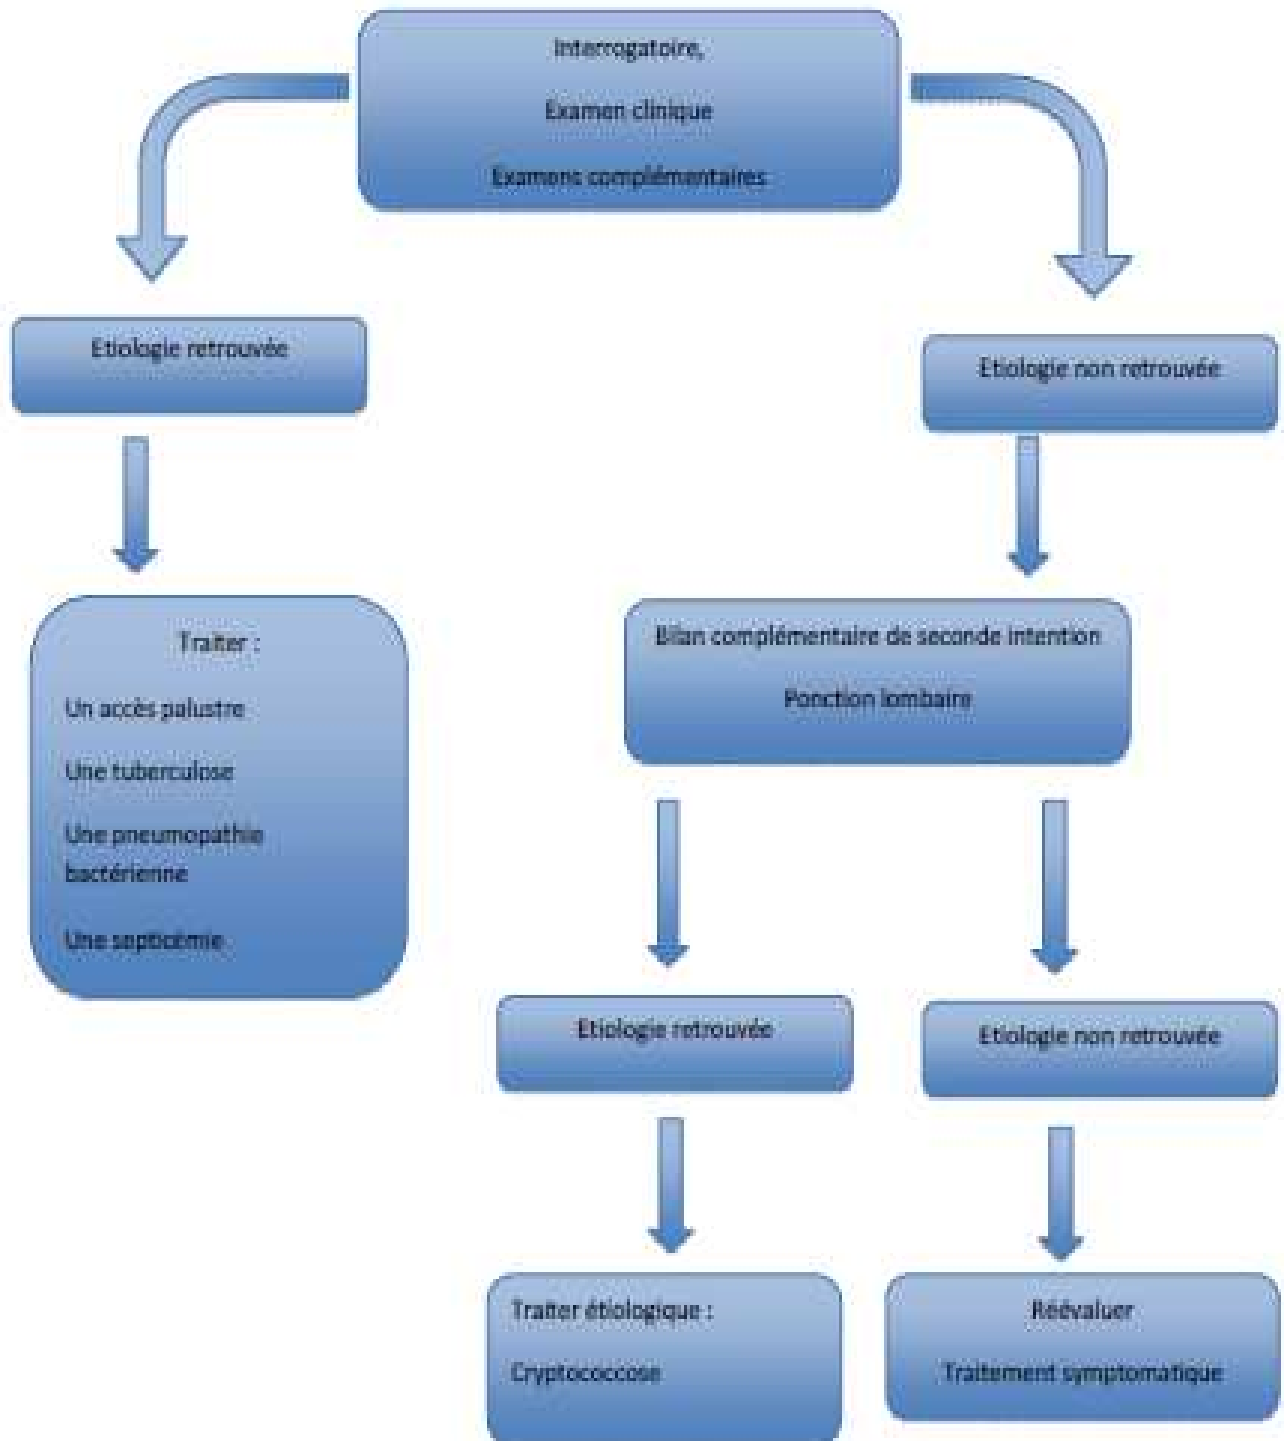 Interrogatoire,
Examen clinique
Examens complémentaires
Etiologie retrouvée
Etiologie non retrouvée
Traiter :
Un accès palustre
Une tuberculose
Une pneumopathie
bactérienne
Une septicémie
Bilan complémentaire de seconde intention
Ponction lombaire
Etiologie retrouvée
Etiologie non retrouvée
Traiter étiologique :
Cryptococcose
Réévaluer
Traitement symptomatique